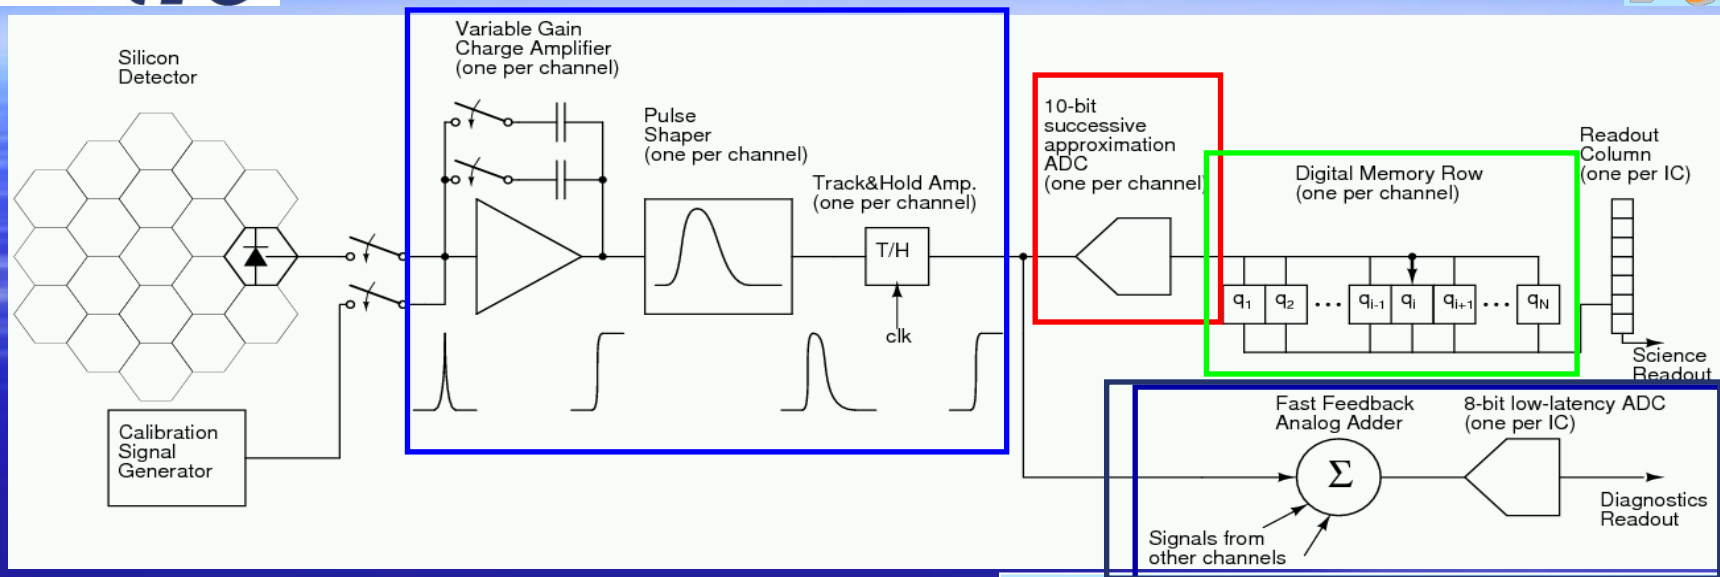 Silicon
Detector
Variable Gain
Charge Amplifier
(one per channel)
Pulse
Shaper
(one per channel)
Track&Hold Amp.
(one per channel)
T/H
clk
10-bit
successive
approximation
ADC
(one per channel)
Digital Memory Row
(one per channel)
q1 q2 ... qi-1 qi qi+1 ... qN
Readout
Column
(one per IC)
Science
Readout
Calibration
Signal
Generator
Fast Feedback
Analog Adder
8-bit low-latency ADC
(one per IC)
Σ
Signals from
other channels
Diagnostics
Readout